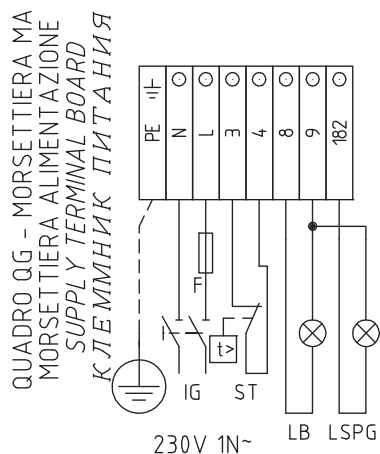 QUADRO QG - MORSETTIERA MA
MORSETTIERA ALIMENTAZIONE
SUPPLY TERMINAL BOARD
КЛЕММНИК ПИТАНИЯ
PE N L 3 4 8 9 182
F
t>
IG ST
LB LSPG
230V 1N~